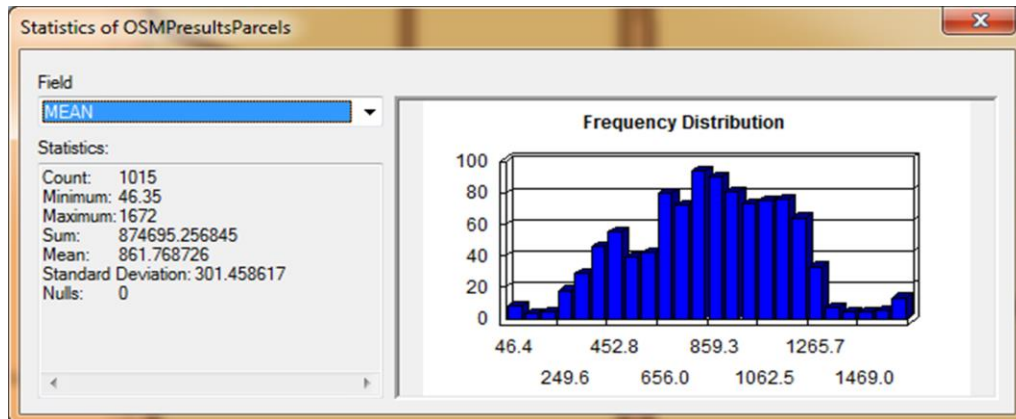 Statistics of OSMPresultsParcels
Field
MEAN
Statistics:
Count: 1015
Minimum: 46.35
Maximum: 1672
Sum: 874695.256845
Mean: 861.768726
Standard Deviation: 301.458617
Nulls: 0
Frequency Distribution
100
80
60
40
20
0
46.4 452.8 859.3 1265.7
249.6 656.0 1062.5 1469.0